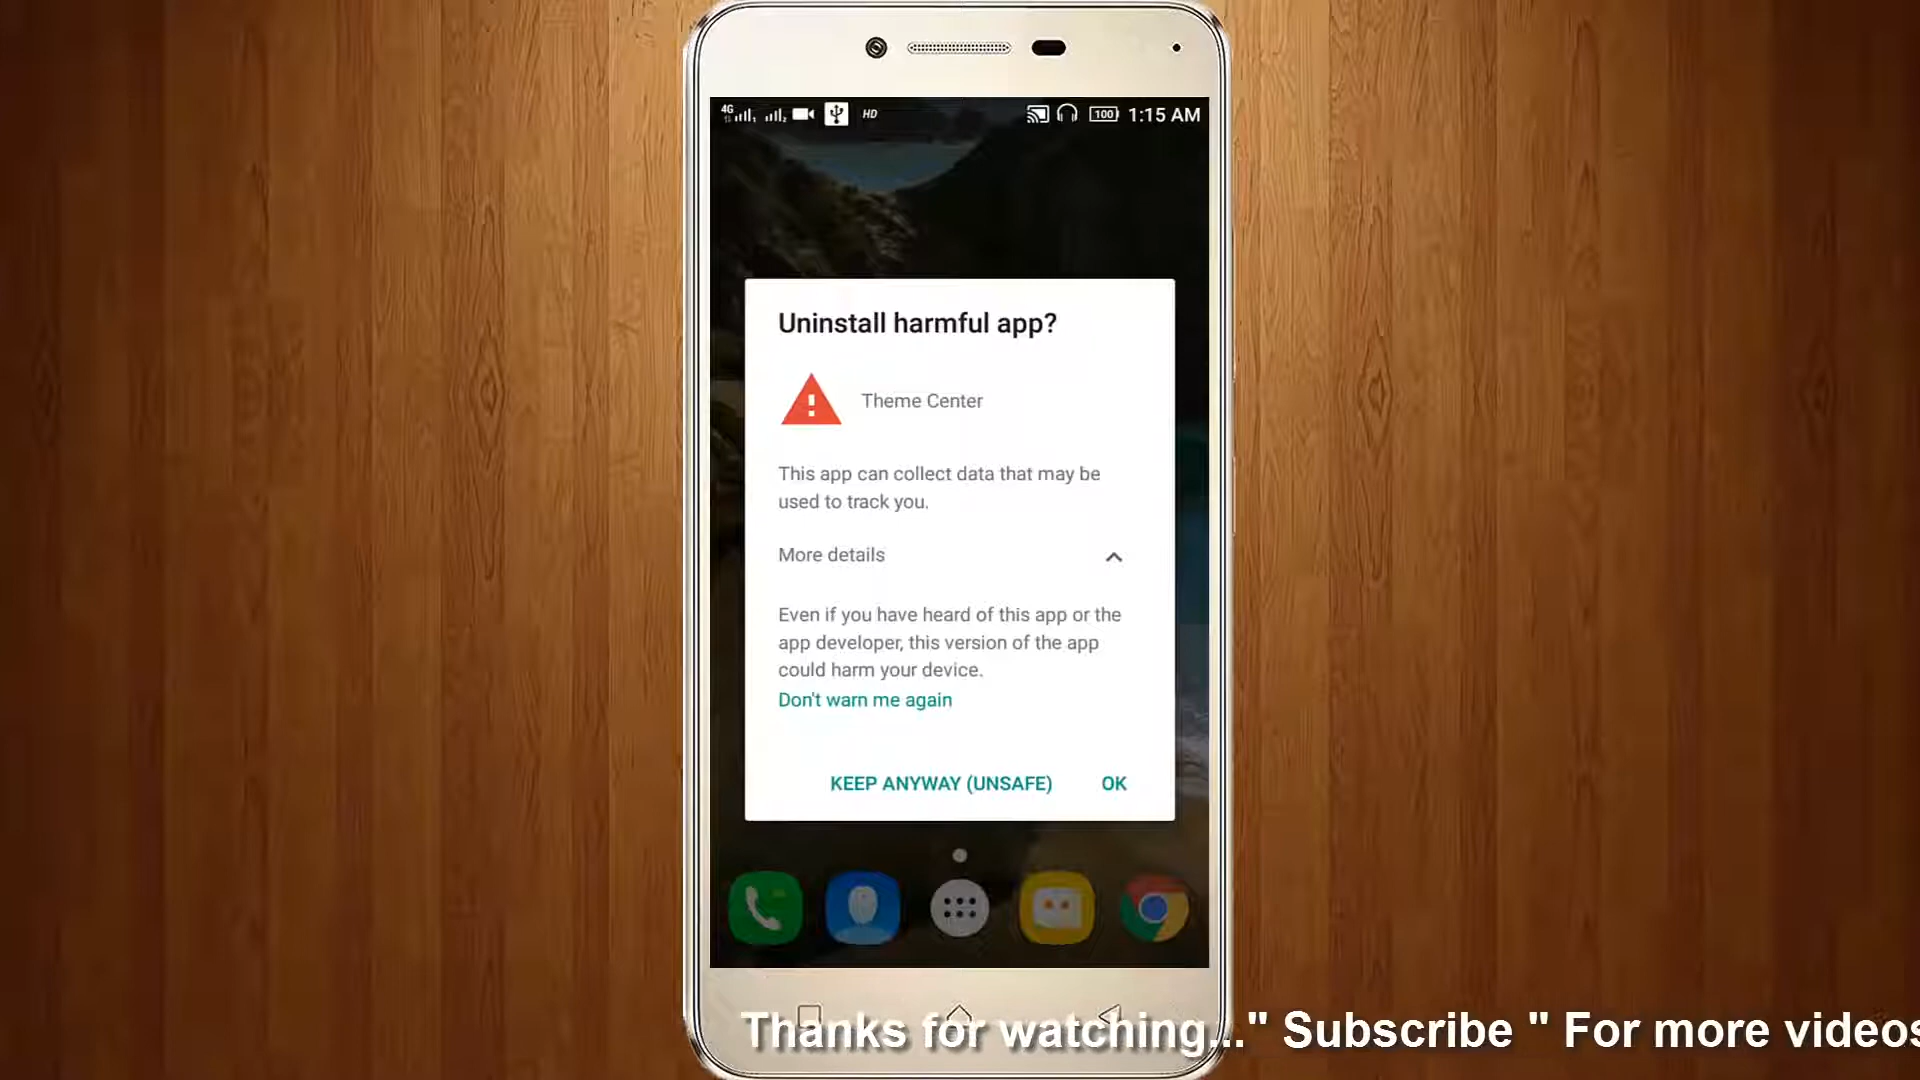 4G
HD
100
1:15 AM
Uninstall harmful app?
Theme Center
This app can collect data that may be
used to track you.
More details
Even if you have heard of this app or the
app developer, this version of the app
could harm your device.
Don't warn me again
KEEP ANYWAY (UNSAFE) OK
Thanks for watching..." Subscribe " For more videos